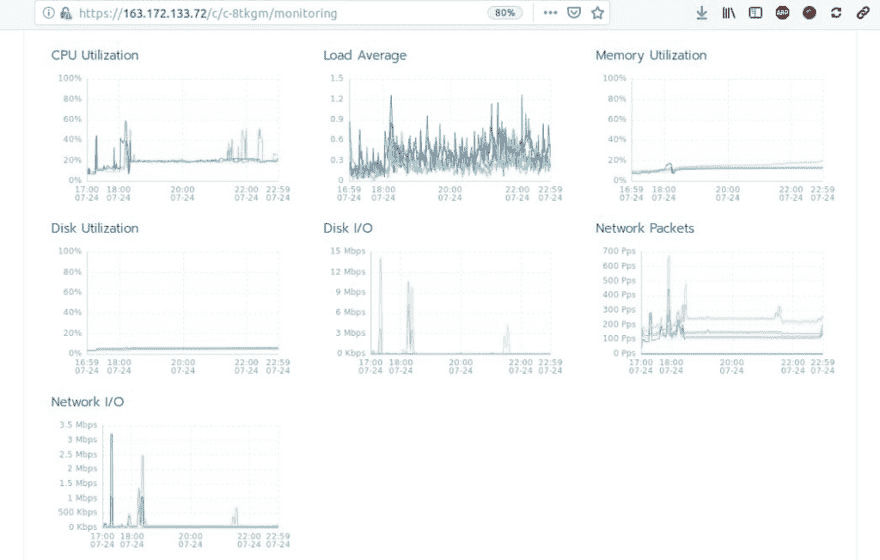 https://163.172.133.72/c/c-8tkgm/monitoring 80%
CPU Utilization
100%
80%
60%
40%
20%
0%
17:00 18:00 20:00 22:00 22:59
07-24 07-24 07-24 07-24 07-24
Load Average
1.5
1.2
0.9
0.6
0.3
0
16:59 18:00 20:00 22:00 22:59
07-24 07-24 07-24 07-24 07-24
Memory Utilization
100%
80%
60%
40%
20%
0%
16:59 18:00 20:00 22:00 22:59
07-24 07-24 07-24 07-24 07-24
Disk Utilization
100%
80%
60%
40%
20%
0%
16:59 18:00 20:00 22:00 22:59
07-24 07-24 07-24 07-24 07-24
Disk I/O
15 Mbps
12 Mbps
9 Mbps
6 Mbps
3 Mbps
0 Kbps
17:00 18:00 20:00 22:00 22:59
07-24 07-24 07-24 07-24 07-24
Network Packets
700 Pps
600 Pps
500 Pps
400 Pps
300 Pps
200 Pps
100 Pps
0 Pps
17:00 18:00 20:00 22:00 22:59
07-24 07-24 07-24 07-24 07-24
Network I/O
3.5 Mbps
3 Mbps
2.5 Mbps
2 Mbps
1.5 Mbps
1 Mbps
500 Kbps
0 Kbps
17:00 18:00 20:00 22:00 22:59
07-24 07-24 07-24 07-24 07-24